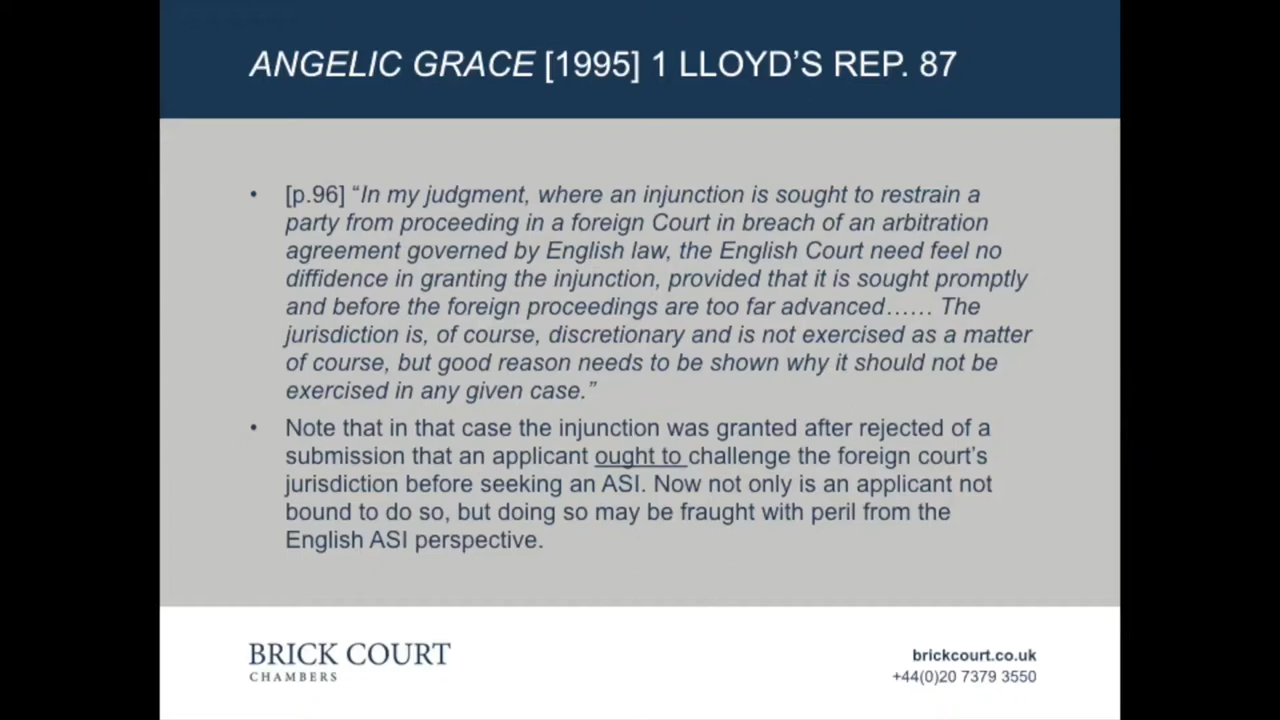 ANGELIC GRACE [1995] 1 LLOYD’S REP. 87
• [p.96] “In my judgment, where an injunction is sought to restrain a
party from proceeding in a foreign Court in breach of an arbitration
agreement governed by English law, the English Court need feel no
diffidence in granting the injunction, provided that it is sought promptly
and before the foreign proceedings are too far advanced…… The
jurisdiction is, of course, discretionary and is not exercised as a matter
of course, but good reason needs to be shown why it should not be
exercised in any given case.”
• Note that in that case the injunction was granted after rejected of a
submission that an applicant ought to challenge the foreign court’s
jurisdiction before seeking an ASI. Now not only is an applicant not
bound to do so, but doing so may be fraught with peril from the
English ASI perspective.
BRICK COURT
CHAMBERS
brickcourt.co.uk
+44(0)20 7379 3550